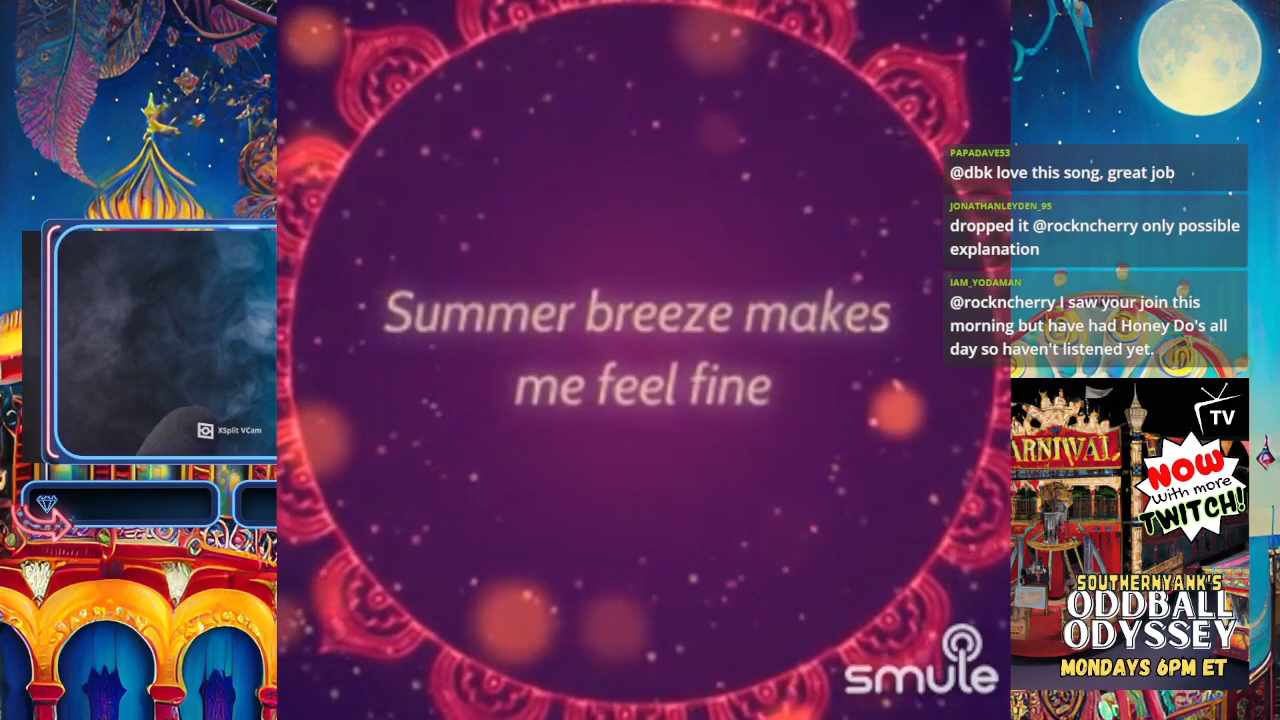 Summer breeze makes
me feel fine
smule
XSplit VCam
PAPADAVE53
@dbk love this song, great job
JONATHANLEYDEN_95
dropped it @rockncherry only possible
explanation
IAM_YODAMAN
@rockncherry I saw your join this
morning but have had Honey Do's all
day so haven't listened yet.
TV
ARNIVAL
NOW
with more
TWITCH!
SOUTHERNYANK'S
ODDBALL
ODYSSEY
MONDAYS 6PM ET